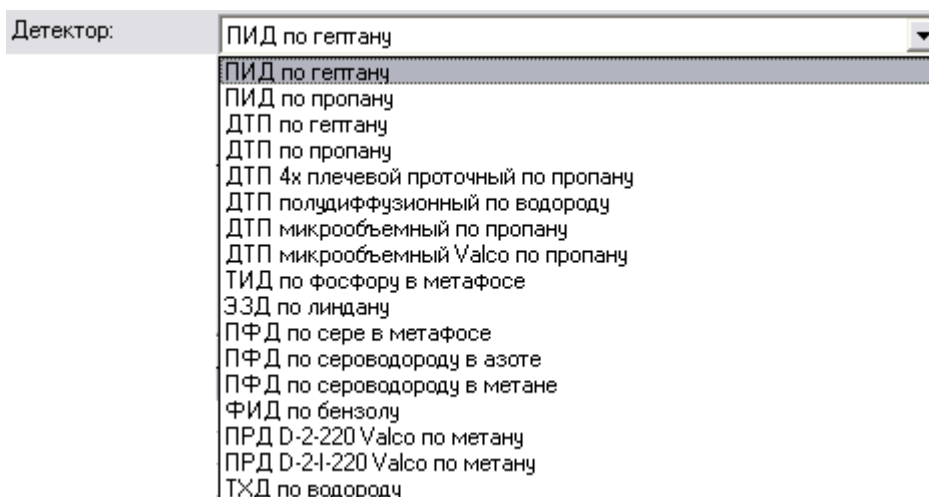 Детектор: ПИД по гептану
ПИД по гептану
ПИД по пропану
ДТП по гептану
ДТП по пропану
ДТП 4х плечевой проточный по пропану
ДТП полудиффузионный по водороду
ДТП микрообъемный по пропану
ДТП микрообъемный Valco по пропану
ТИД по фосфору в метафосе
ЭЗД по линдану
ПФД по сере в метафосе
ПФД по сероводороду в азоте
ПФД по сероводороду в метане
ФИД по бензолу
ПРД D-2-220 Valco по метану
ПРД D-2-I-220 Valco по метану
ТХД по водороду